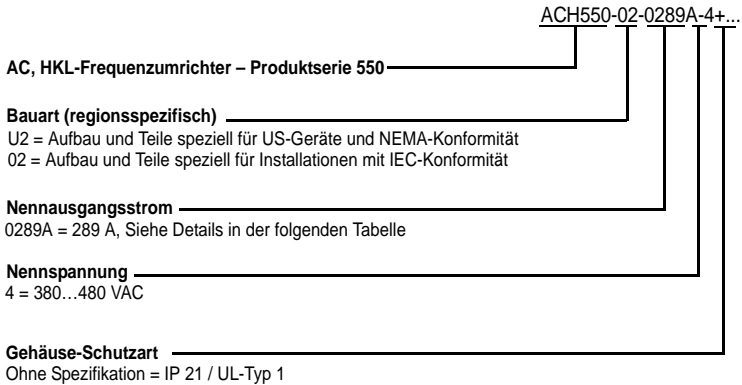 ACH550-02-0289A-4+...
AC, HKL-Frequenzumrichter – Produktserie 550
Bauart (regionsspezifisch)
U2 = Aufbau und Teile speziell für US-Geräte und NEMA-Konformität
02 = Aufbau und Teile speziell für Installationen mit IEC-Konformität
Nennausgangsstrom
0289A = 289 A, Siehe Details in der folgenden Tabelle
Nennspannung
4 = 380…480 VAC
Gehäuse-Schutzart
Ohne Spezifikation = IP 21 / UL-Typ 1